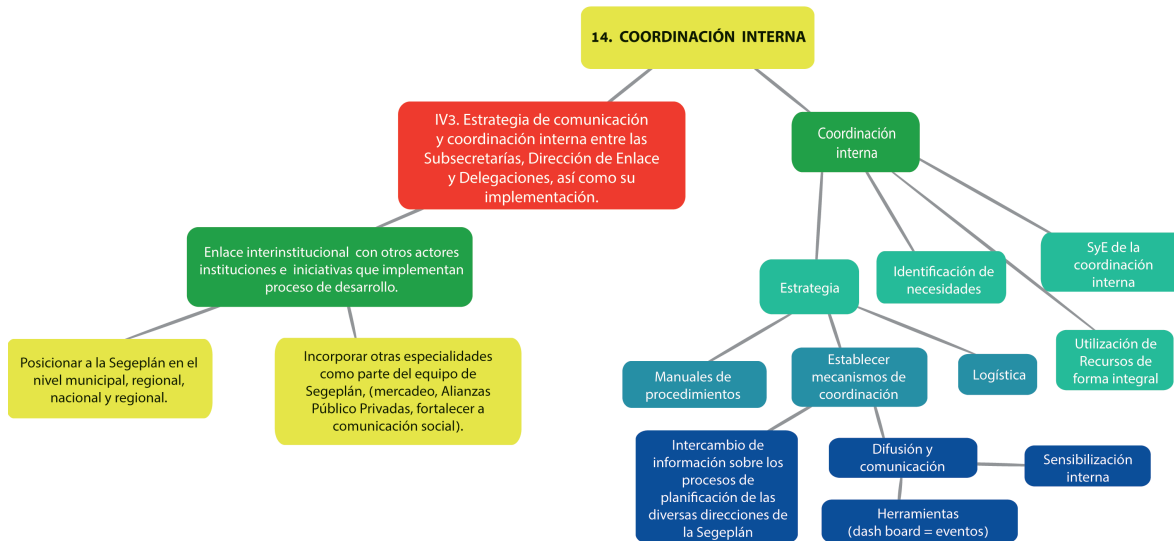 14. COORDINACIÓN INTERNA
IV3. Estrategia de comunicación
y coordinación interna entre las
Subsecretarías, Dirección de Enlace
y Delegaciones, así como su
implementación.
Coordinación
interna
Enlace interinstitucional con otros actores
instituciones e iniciativas que implementan
proceso de desarrollo.
Posicionar a la Segeplán en el
nivel municipal, regional,
nacional y regional.
Incorporar otras especialidades
como parte del equipo de
Segeplán, (mercadeo, Alianzas
Público Privadas, fortalecer a
comunicación social).
Estrategia
Identificación de
necesidades
SyE de la
coordinación
interna
Utilización de
Recursos de
forma integral
Manuales de
procedimientos
Establecer
mecanismos de
coordinación
Logística
Intercambio de
información sobre los
procesos de
planificación de las
diversas direcciones de
la Segeplán
Difusión y
comunicación
Sensibilización
interna
Herramientas
(dash board = eventos)